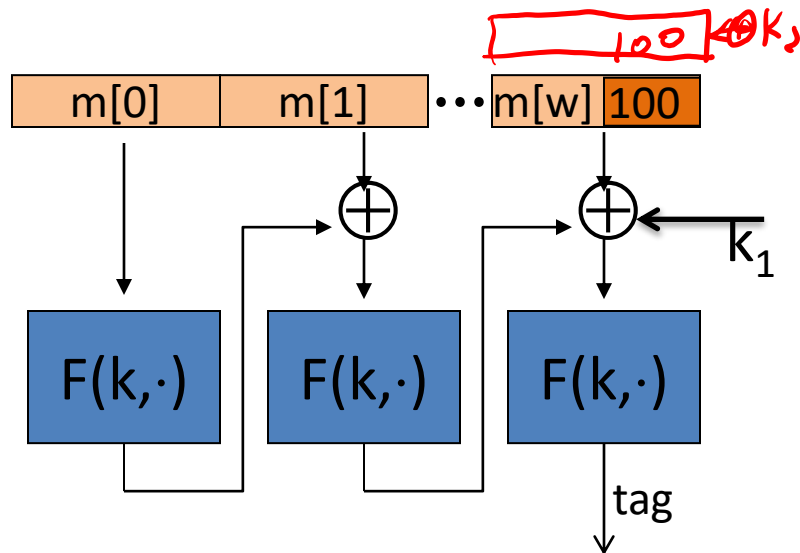 100 ⊕ k₂
m[0] m[1] ••• m[w] 100
⊕ ⊕
k₁
F(k,·) F(k,·) F(k,·)
tag